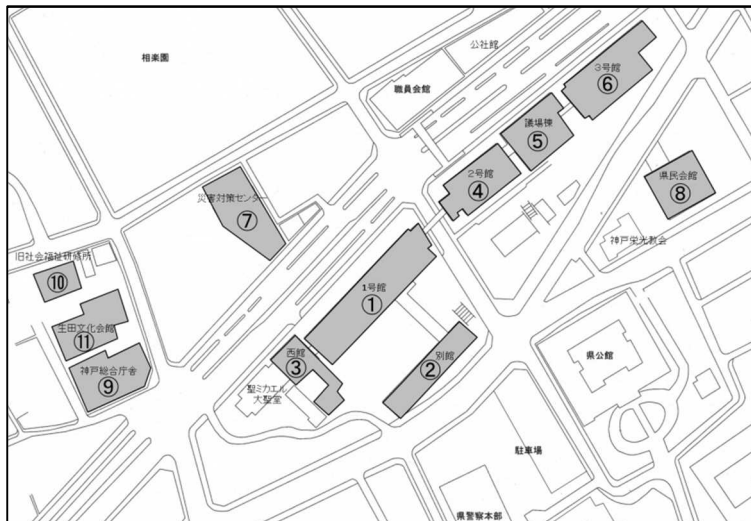 相楽園
公社館
職員会館
3号館
⑥
議場棟
⑤
2号館
④
県民会館
⑧
災害対策センター
⑦
神戸栄光教会
旧社会福祉研修所
⑩
1号館
①
生田文化会館
⑪
西館
③
別館
②
県公館
神戸総合庁舎
⑨
聖ミカエル
大聖堂
駐車場
県警察本部